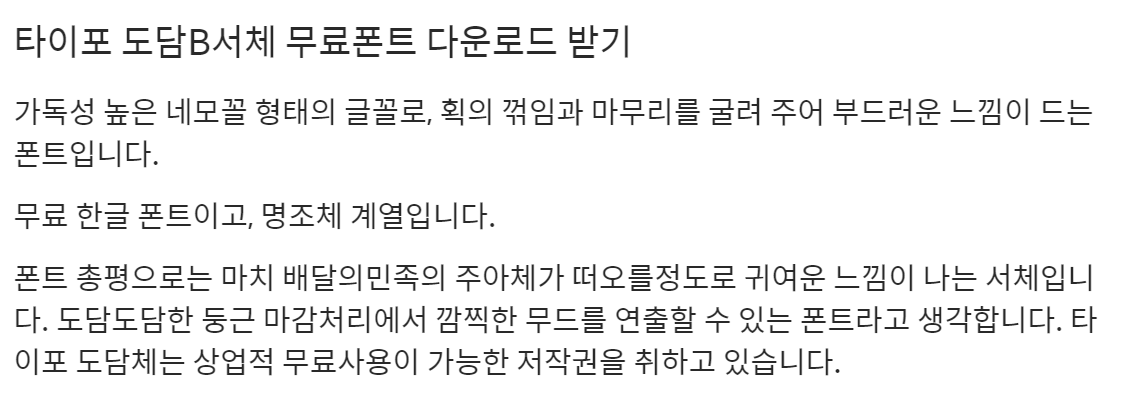 타이포 도담B서체 무료폰트 다운로드 받기
가독성 높은 네모꼴 형태의 글꼴로, 획의 꺾임과 마무리를 굴려 주어 부드러운 느낌이 드는
폰트입니다.
무료 한글 폰트이고, 명조체 계열입니다.
폰트 총평으로는 마치 배달의민족의 주아체가 떠오를정도로 귀여운 느낌이 나는 서체입니
다. 도담도담한 둥근 마감처리에서 깜찍한 무드를 연출할 수 있는 폰트라고 생각합니다. 타
이포 도담체는 상업적 무료사용이 가능한 저작권을 취하고 있습니다.